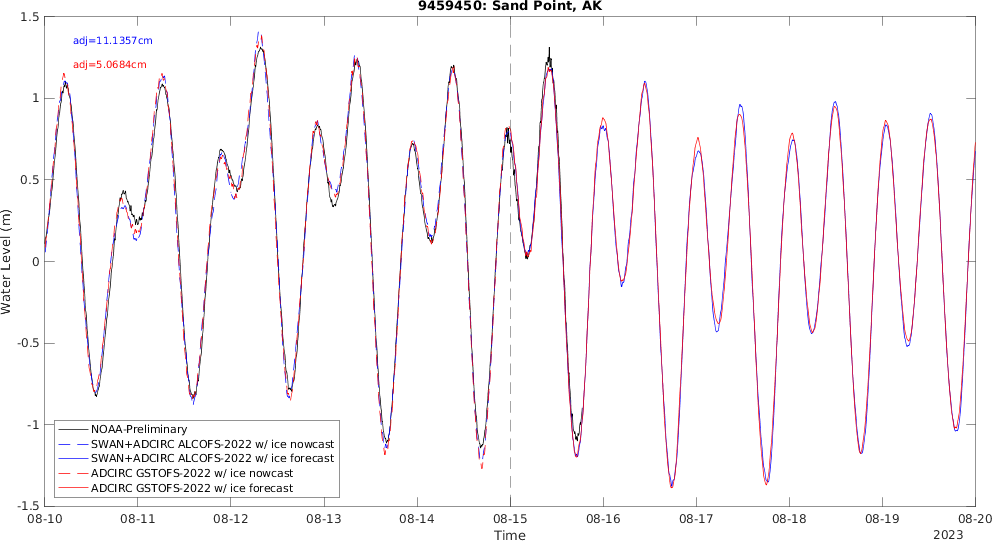 9459450: Sand Point, AK
adj=11.1357cm
adj=5.0684cm
1.5
1
0.5
0
-0.5
-1
-1.5
Water Level (m)
NOAA-Preliminary
SWAN+ADCIRC ALCOFS-2022 w/ ice nowcast
SWAN+ADCIRC ALCOFS-2022 w/ ice forecast
ADCIRC GSTOFS-2022 w/ ice nowcast
ADCIRC GSTOFS-2022 w/ ice forecast
08-10 08-11 08-12 08-13 08-14 08-15 08-16 08-17 08-18 08-19 08-20
Time
2023